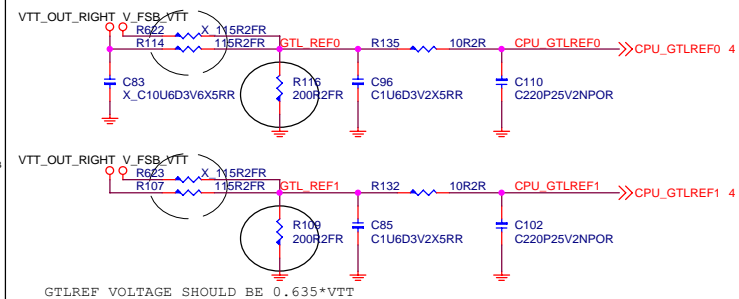 VTT_OUT_RIGHT V_FSB_VTT
R622 X_115R2FR
R114 115R2FR GTL_REF0 R135 10R2R CPU_GTLREF0 CPU_GTLREF0 4
C83
X_C10U6D3V6X5RR
R116
200R2FR
C96
C1U6D3V2X5RR
C110
C220P25V2NPOR
VTT_OUT_RIGHT V_FSB_VTT
R623 X_115R2FR
R107 115R2FR GTL_REF1 R132 10R2R CPU_GTLREF1 CPU_GTLREF1 4
R109
200R2FR
C85
C1U6D3V2X5RR
C102
C220P25V2NPOR
GTLREF VOLTAGE SHOULD BE 0.635*VTT